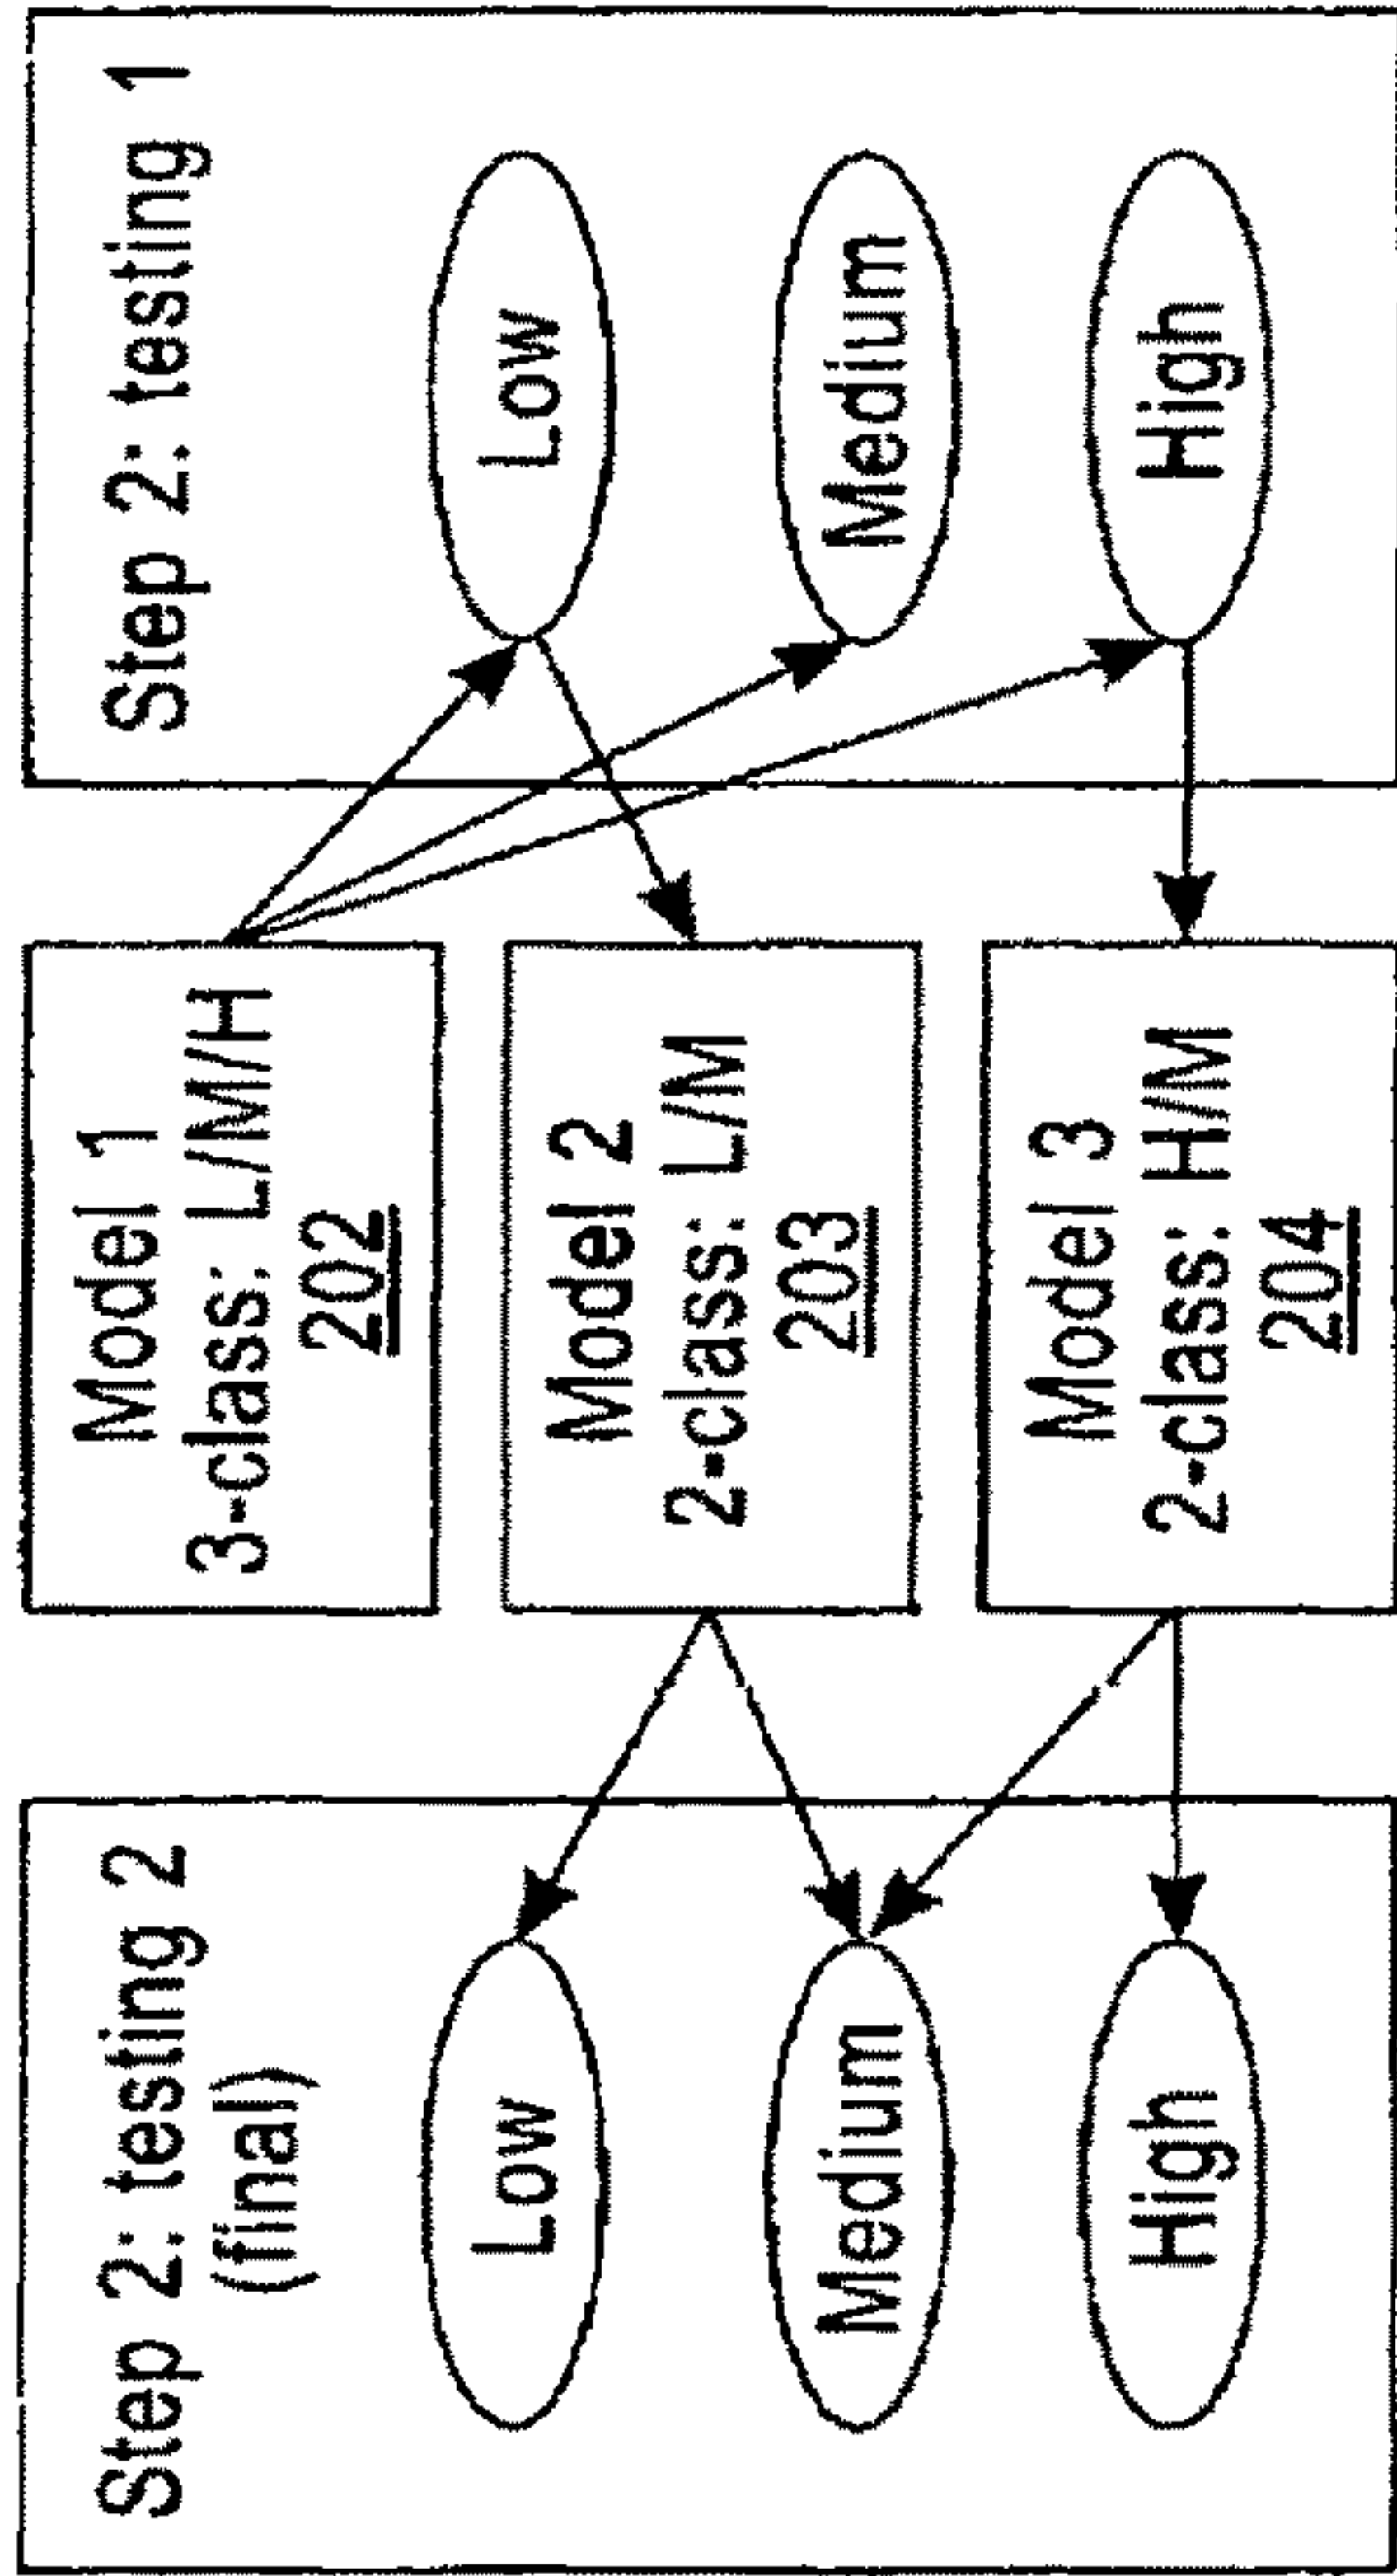 Step 2: testing 2
(final)
Low
Medium
High
Model 1
3-class: L/M/H
202
Model 2
2-class: L/M
203
Model 3
2-class: H/M
204
Step 2: testing 1
Low
Medium
High